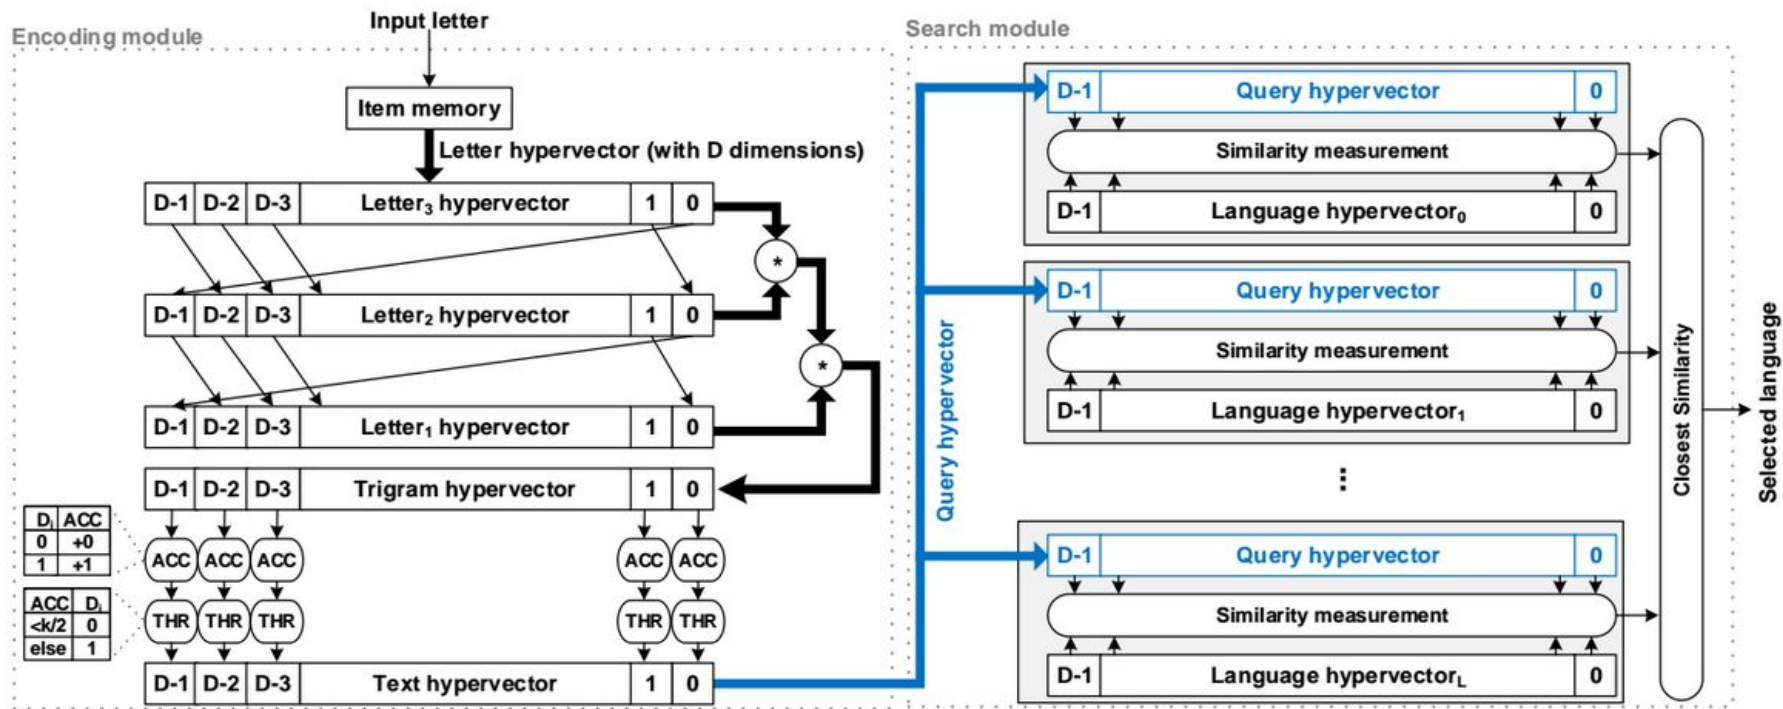 Encoding module
Input letter
Item memory
Letter hypervector (with D dimensions)
D-1 D-2 D-3 Letter₃ hypervector 1 0
*
D-1 D-2 D-3 Letter₂ hypervector 1 0
*
D-1 D-2 D-3 Letter₁ hypervector 1 0
D-1 D-2 D-3 Trigram hypervector 1 0
Dᵢ ACC
0 +0
1 +1
ACC ACC ACC ACC ACC
ACC Dᵢ
<k/2 0
else 1
THR THR THR THR THR
D-1 D-2 D-3 Text hypervector 1 0
Query hypervector
Search module
D-1 Query hypervector 0
Similarity measurement
D-1 Language hypervector₀ 0
D-1 Query hypervector 0
Similarity measurement
D-1 Language hypervector₁ 0
⋮
D-1 Query hypervector 0
Similarity measurement
D-1 Language hypervector_L 0
Closest Similarity
Selected language